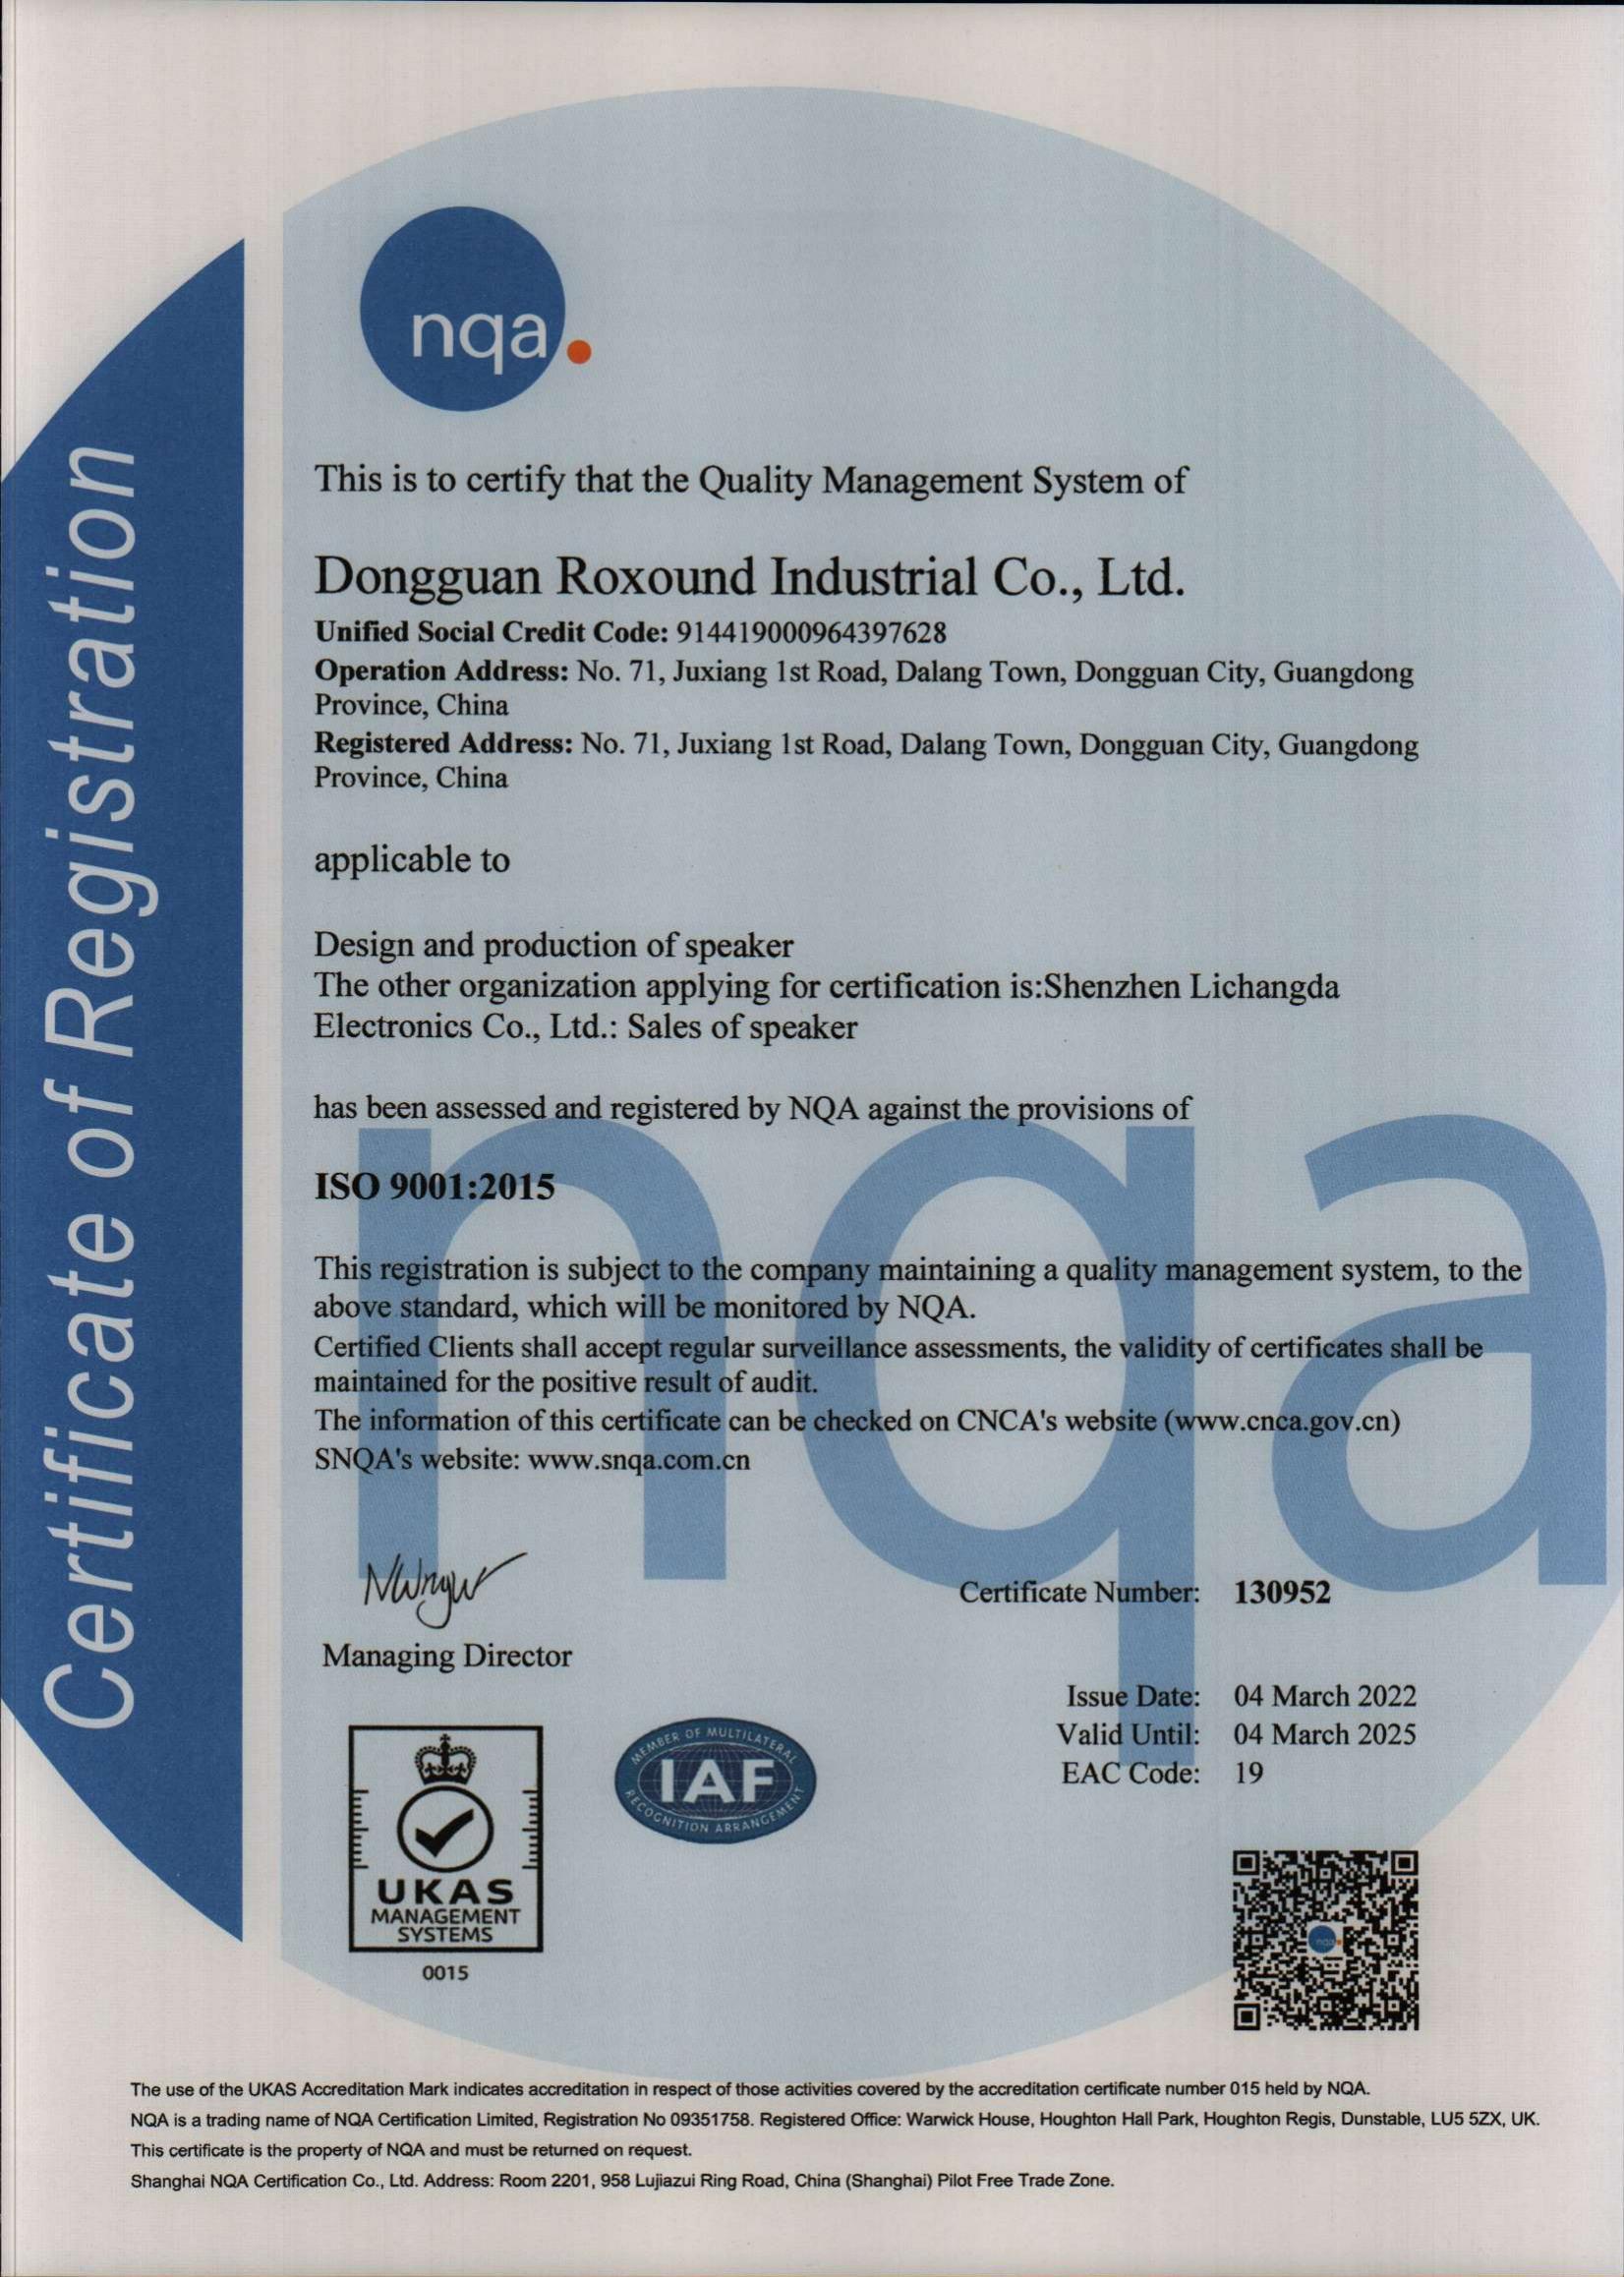 Certificate of Registration
nqa.
This is to certify that the Quality Management System of
Dongguan Roxound Industrial Co., Ltd.
Unified Social Credit Code: 914419000964397628
Operation Address: No. 71, Juxiang 1st Road, Dalang Town, Dongguan City, Guangdong
Province, China
Registered Address: No. 71, Juxiang 1st Road, Dalang Town, Dongguan City, Guangdong
Province, China
applicable to
Design and production of speaker
The other organization applying for certification is:Shenzhen Lichangda
Electronics Co., Ltd.: Sales of speaker
has been assessed and registered by NQA against the provisions of
nqa
ISO 9001:2015
This registration is subject to the company maintaining a quality management system, to the
above standard, which will be monitored by NQA.
Certified Clients shall accept regular surveillance assessments, the validity of certificates shall be
maintained for the positive result of audit.
The information of this certificate can be checked on CNCA's website (www.cnca.gov.cn)
SNQA's website: www.snqa.com.cn
Certificate Number: 130952
Managing Director
Issue Date: 04 March 2022
Valid Until: 04 March 2025
EAC Code: 19
MEMBER OF MULTILATERAL
IAF
RECOGNITION ARRANGEMENT
UKAS
MANAGEMENT
SYSTEMS
0015
nqa.
The use of the UKAS Accreditation Mark indicates accreditation in respect of those activities covered by the accreditation certificate number 015 held by NQA.
NQA is a trading name of NQA Certification Limited, Registration No 09351758. Registered Office: Warwick House, Houghton Hall Park, Houghton Regis, Dunstable, LU5 5ZX, UK.
This certificate is the property of NQA and must be returned on request.
Shanghai NQA Certification Co., Ltd. Address: Room 2201, 958 Lujiazui Ring Road, China (Shanghai) Pilot Free Trade Zone.